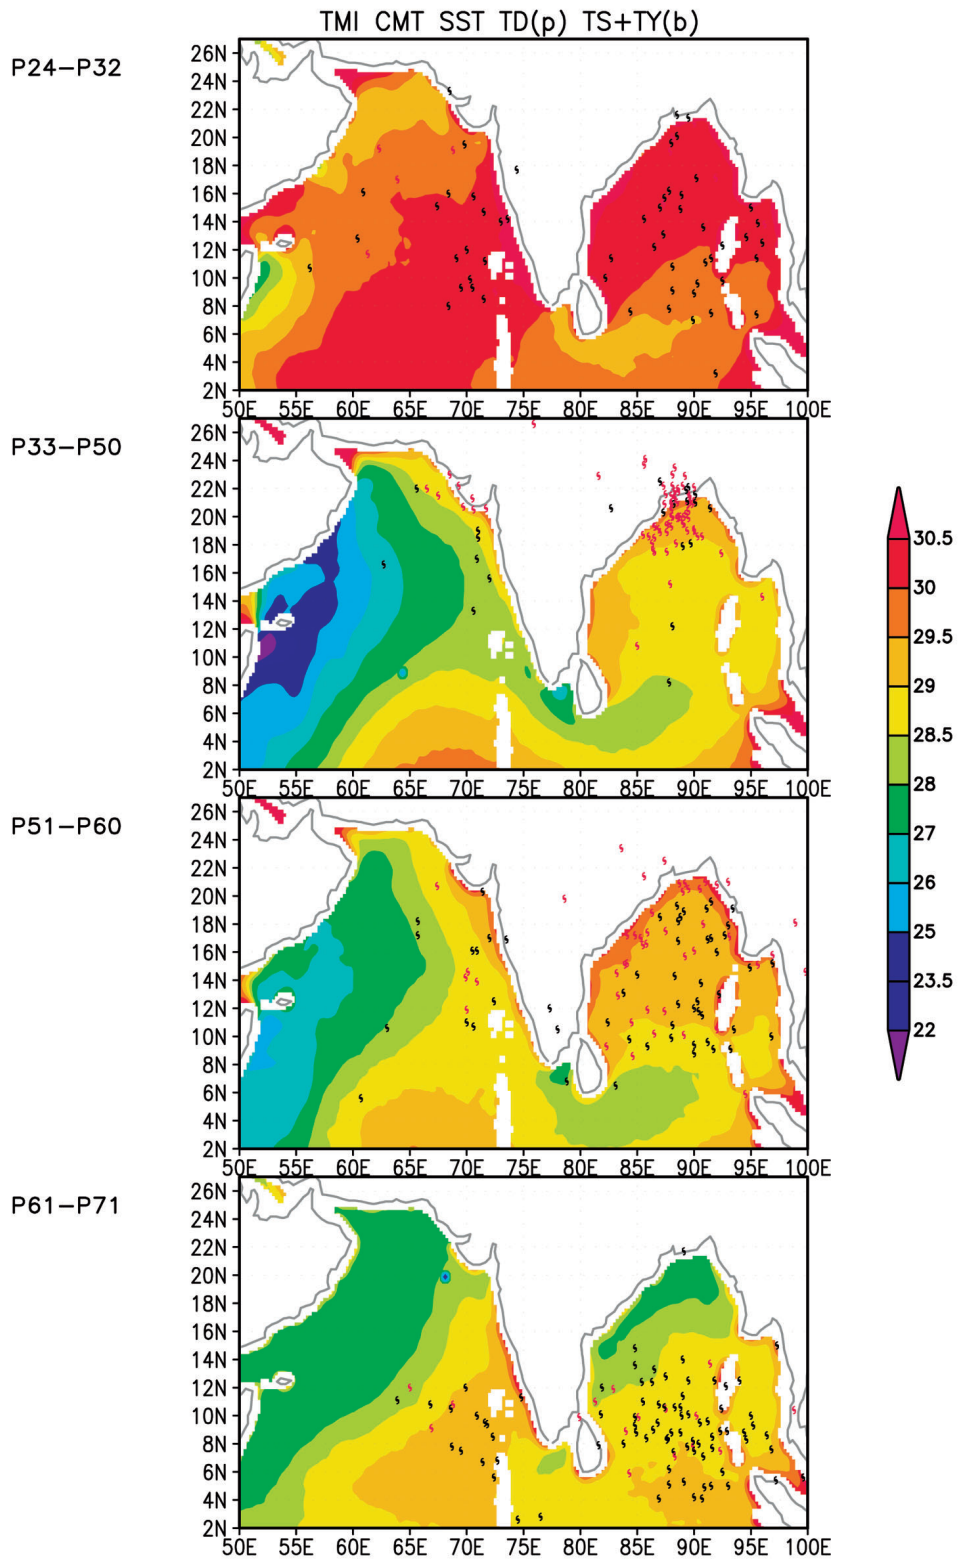 TMI CMT SST TD(p) TS+TY(b)
P24-P32
26N
24N
22N
20N
18N
16N
14N
12N
10N
8N
6N
4N
2N
50E 55E 60E 65E 70E 75E 80E 85E 90E 95E 100E
P33-P50
26N
24N
22N
20N
18N
16N
14N
12N
10N
8N
6N
4N
2N
50E 55E 60E 65E 70E 75E 80E 85E 90E 95E 100E
P51-P60
26N
24N
22N
20N
18N
16N
14N
12N
10N
8N
6N
4N
2N
50E 55E 60E 65E 70E 75E 80E 85E 90E 95E 100E
P61-P71
26N
24N
22N
20N
18N
16N
14N
12N
10N
8N
6N
4N
2N
50E 55E 60E 65E 70E 75E 80E 85E 90E 95E 100E
30.5
30
29.5
29
28.5
28
27
26
25
23.5
22